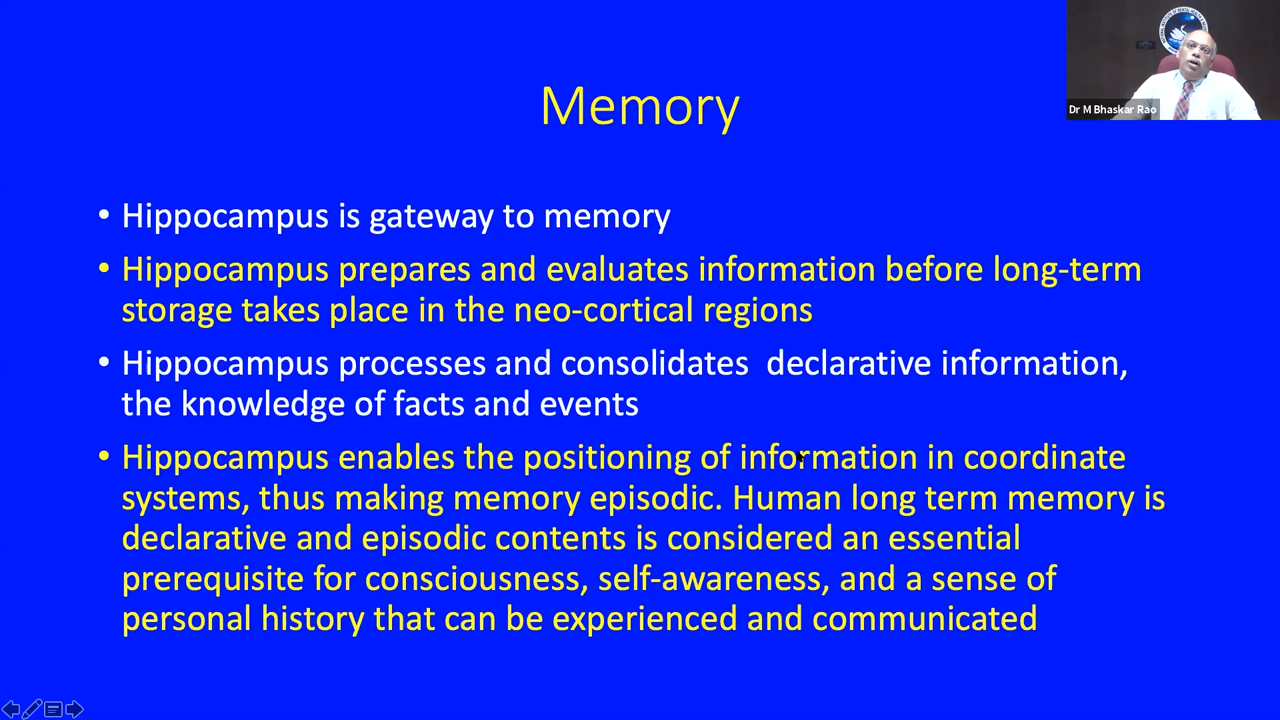 Dr M Bhaskar Rao
Memory
• Hippocampus is gateway to memory
• Hippocampus prepares and evaluates information before long-term
storage takes place in the neo-cortical regions
• Hippocampus processes and consolidates  declarative information,
the knowledge of facts and events
• Hippocampus enables the positioning of information in coordinate
systems, thus making memory episodic. Human long term memory is
declarative and episodic contents is considered an essential
prerequisite for consciousness, self-awareness, and a sense of
personal history that can be experienced and communicated